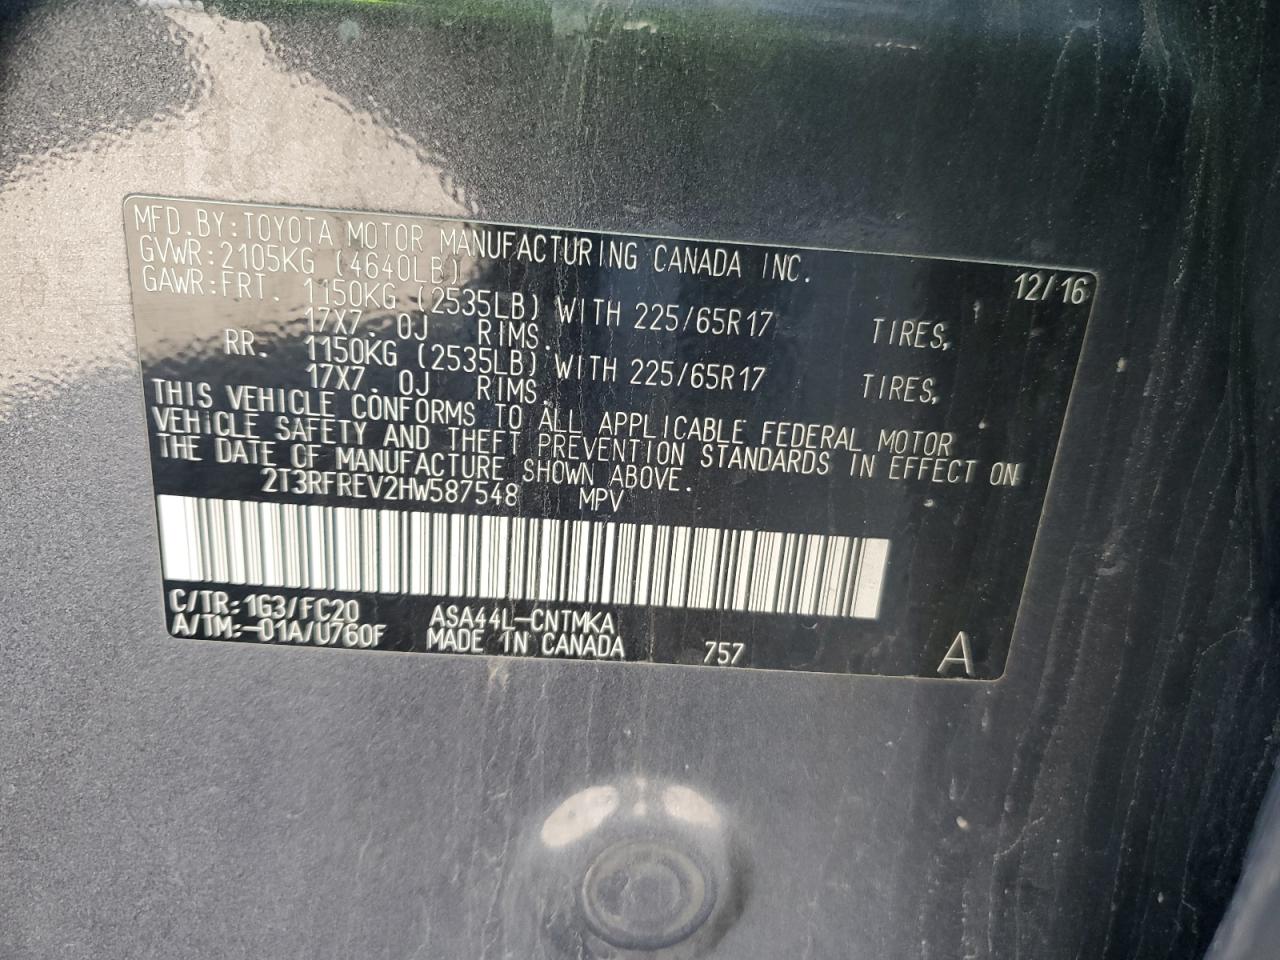 MFD.BY:TOYOTA MOTOR MANUFACTURING CANADA INC.
12/16
GVWR:2105KG (4640LB)
GAWR:FRT. 1150KG (2535LB) WITH 225/65R17 TIRES,
17X7.0J RIMS.
RR. 1150KG (2535LB) WITH 225/65R17 TIRES,
17X7.0J RIMS.
THIS VEHICLE CONFORMS TO ALL APPLICABLE FEDERAL MOTOR
VEHICLE SAFETY AND THEFT PREVENTION STANDARDS IN EFFECT ON
THE DATE OF MANUFACTURE SHOWN ABOVE.
2T3RFREV2HW587548 MPV
C/TR:1G3/FC20 ASA44L-CNTMKA
A/TM:-01A/U760F MADE IN CANADA 757 A